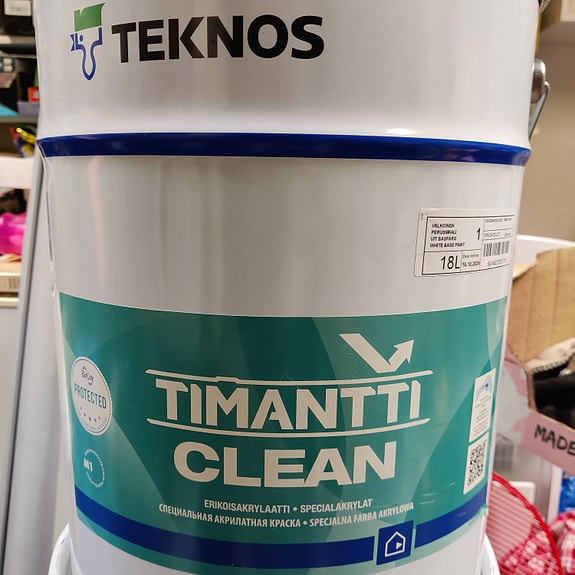 TEKNOS
VALKOINEN
PERUSMAALI
VIT BASFÄRG
WHITE BASE PAINT
1
18L
TIMANTTI
CLEAN
BioCote
PROTECTED
M1
ERIKOISAKRYLAATTI • SPECIALAKRYLAT
СПЕЦИАЛЬНАЯ АКРИЛАТНАЯ КРАСКА • SPECJALNA FARBA AKRYLOWA
MADE